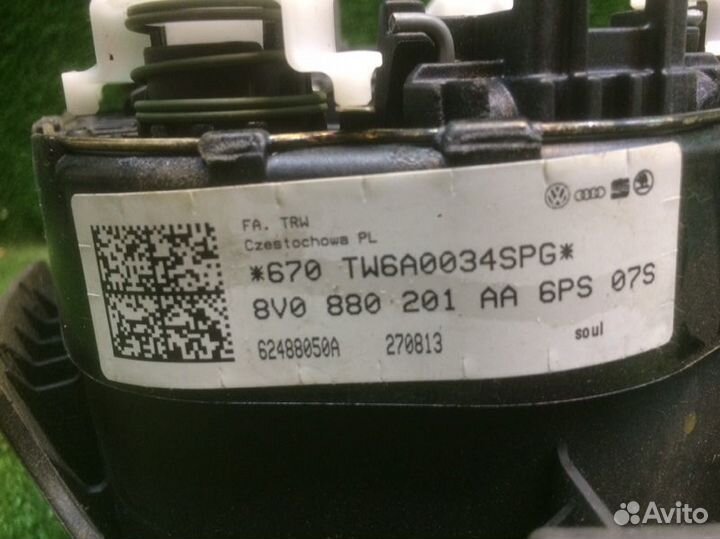 FA. TRW
Czestochowa PL
*670 TW6A0034SPG*
8V0 880 201 AA 6PS 07S
62488050A 270813 soul
Avito